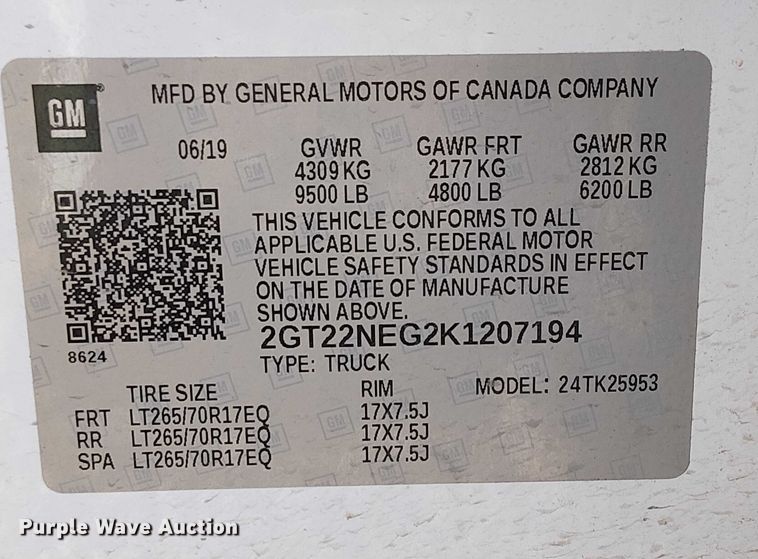 GM
MFD BY GENERAL MOTORS OF CANADA COMPANY
06/19 GVWR GAWR FRT GAWR RR
4309 KG 2177 KG 2812 KG
9500 LB 4800 LB 6200 LB
THIS VEHICLE CONFORMS TO ALL
APPLICABLE U.S. FEDERAL MOTOR
VEHICLE SAFETY STANDARDS IN EFFECT
ON THE DATE OF MANUFACTURE
SHOWN ABOVE.
2GT22NEG2K1207194
8624
TYPE: TRUCK
TIRE SIZE RIM MODEL: 24TK25953
FRT LT265/70R17EQ 17X7.5J
RR LT265/70R17EQ 17X7.5J
SPA LT265/70R17EQ 17X7.5J
Purple Wave Auction